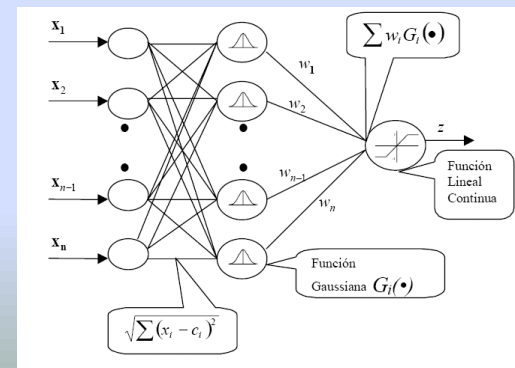 x₁
x₂
xₙ₋₁
xₙ
w₁
w₂
wₙ₋₁
wₙ
∑ wᵢGᵢ(•)
z
Función
Lineal
Continua
Función
Gaussiana Gᵢ(•)
√∑(xᵢ − cᵢ)²